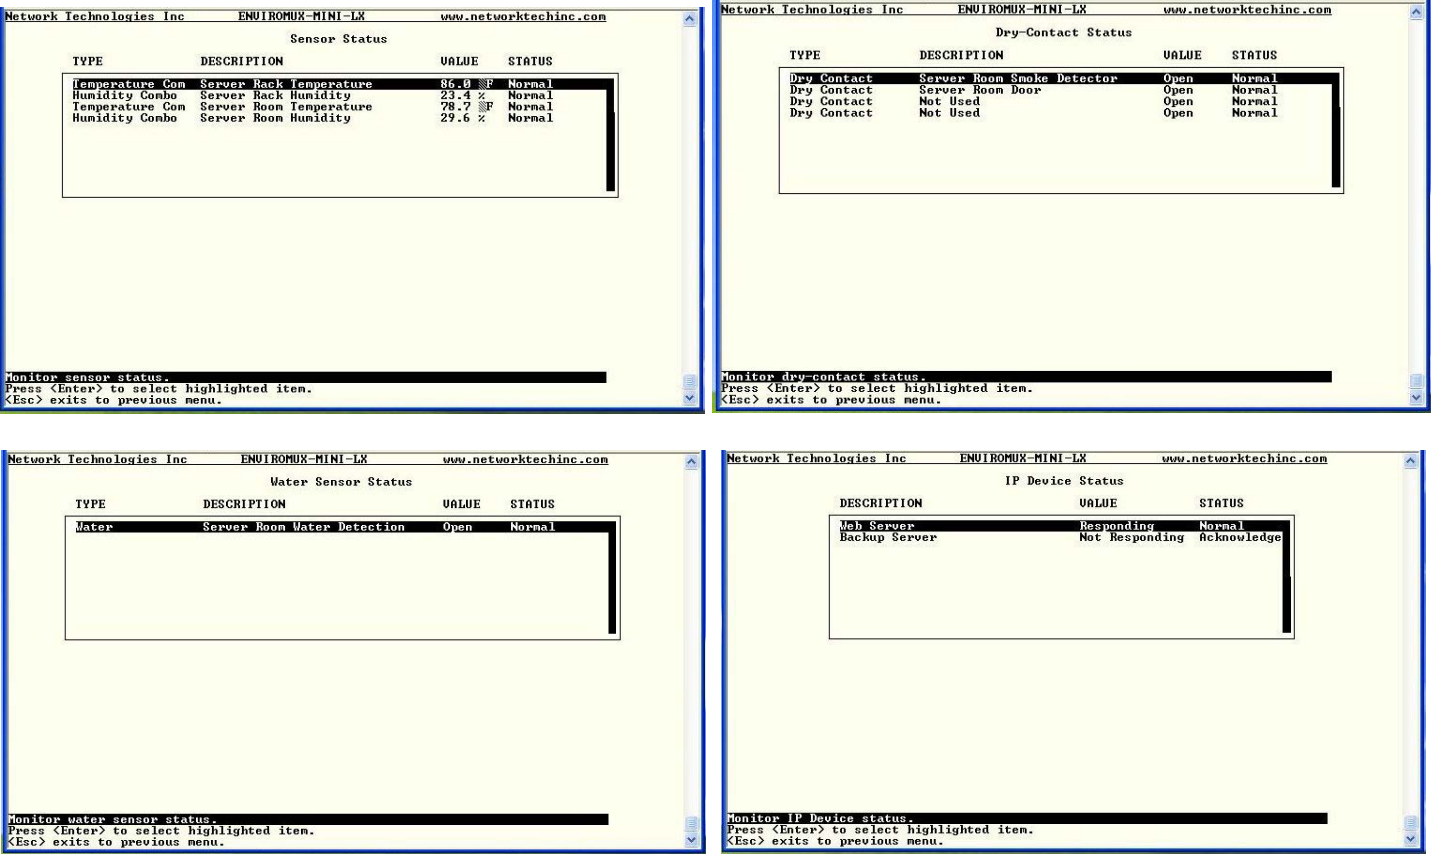 Network Technologies Inc ENVIROMUX-MINI-LX www.networktechinc.com
Sensor Status
TYPE DESCRIPTION VALUE STATUS
Temperature Com Server Rack Temperature 86.0 ▒F Normal
Humidity Combo Server Rack Humidity 23.4 % Normal
Temperature Com Server Room Temperature 78.7 ▒F Normal
Humidity Combo Server Room Humidity 29.6 % Normal
Monitor sensor status.
Press <Enter> to select highlighted item.
<Esc> exits to previous menu.
Network Technologies Inc ENVIROMUX-MINI-LX www.networktechinc.com
Dry-Contact Status
TYPE DESCRIPTION VALUE STATUS
Dry Contact Server Room Smoke Detector Open Normal
Dry Contact Server Room Door Open Normal
Dry Contact Not Used Open Normal
Dry Contact Not Used Open Normal
Monitor dry-contact status.
Press <Enter> to select highlighted item.
<Esc> exits to previous menu.
Network Technologies Inc ENVIROMUX-MINI-LX www.networktechinc.com
Water Sensor Status
TYPE DESCRIPTION VALUE STATUS
Water Server Room Water Detection Open Normal
Monitor water sensor status.
Press <Enter> to select highlighted item.
<Esc> exits to previous menu.
Network Technologies Inc ENVIROMUX-MINI-LX www.networktechinc.com
IP Device Status
DESCRIPTION VALUE STATUS
Web Server Responding Normal
Backup Server Not Responding Acknowledge
Monitor IP Device status.
Press <Enter> to select highlighted item.
<Esc> exits to previous menu.